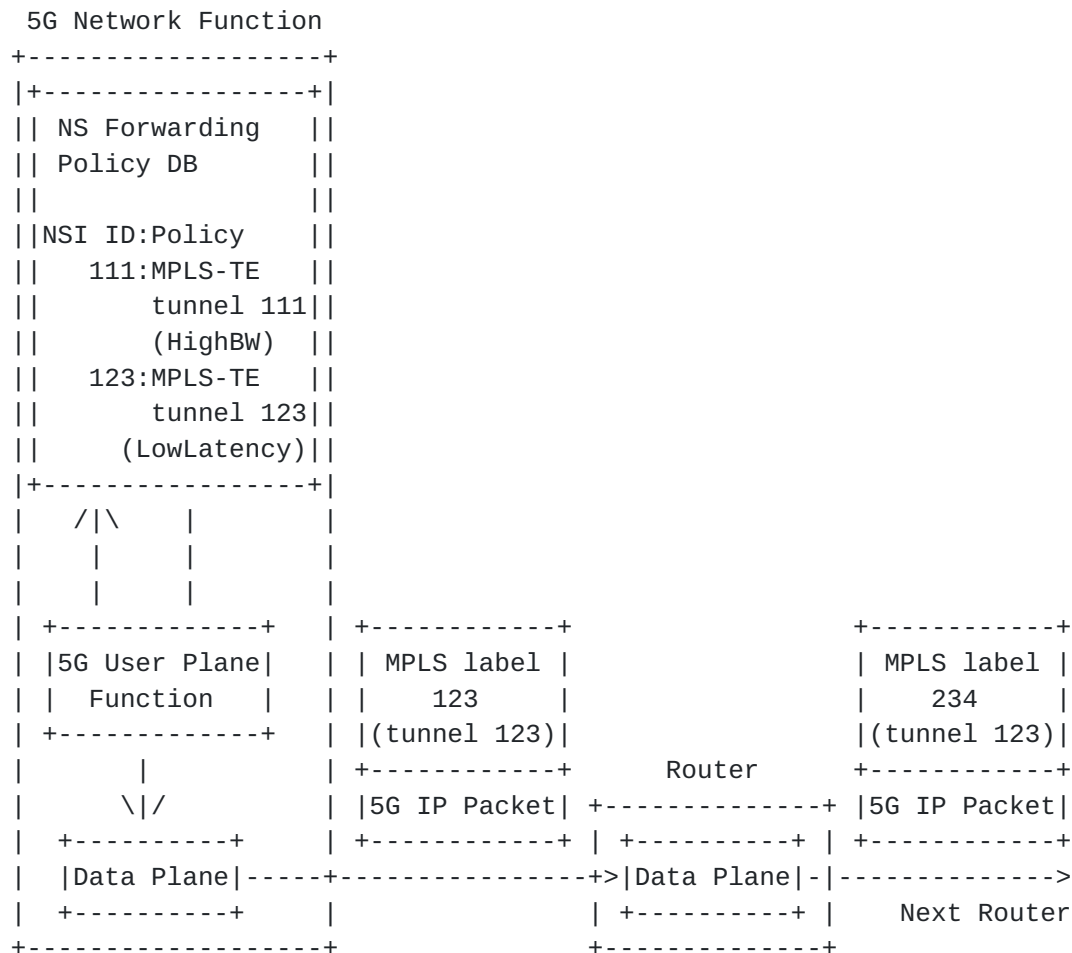 5G Network Function
NS Forwarding
Policy DB
NSI ID:Policy
111:MPLS-TE
tunnel 111
(HighBW)
123:MPLS-TE
tunnel 123
(LowLatency)
5G User Plane
Function
MPLS label
123
(tunnel 123)
MPLS label
234
(tunnel 123)
Router
5G IP Packet
5G IP Packet
Data Plane
Data Plane
Next Router